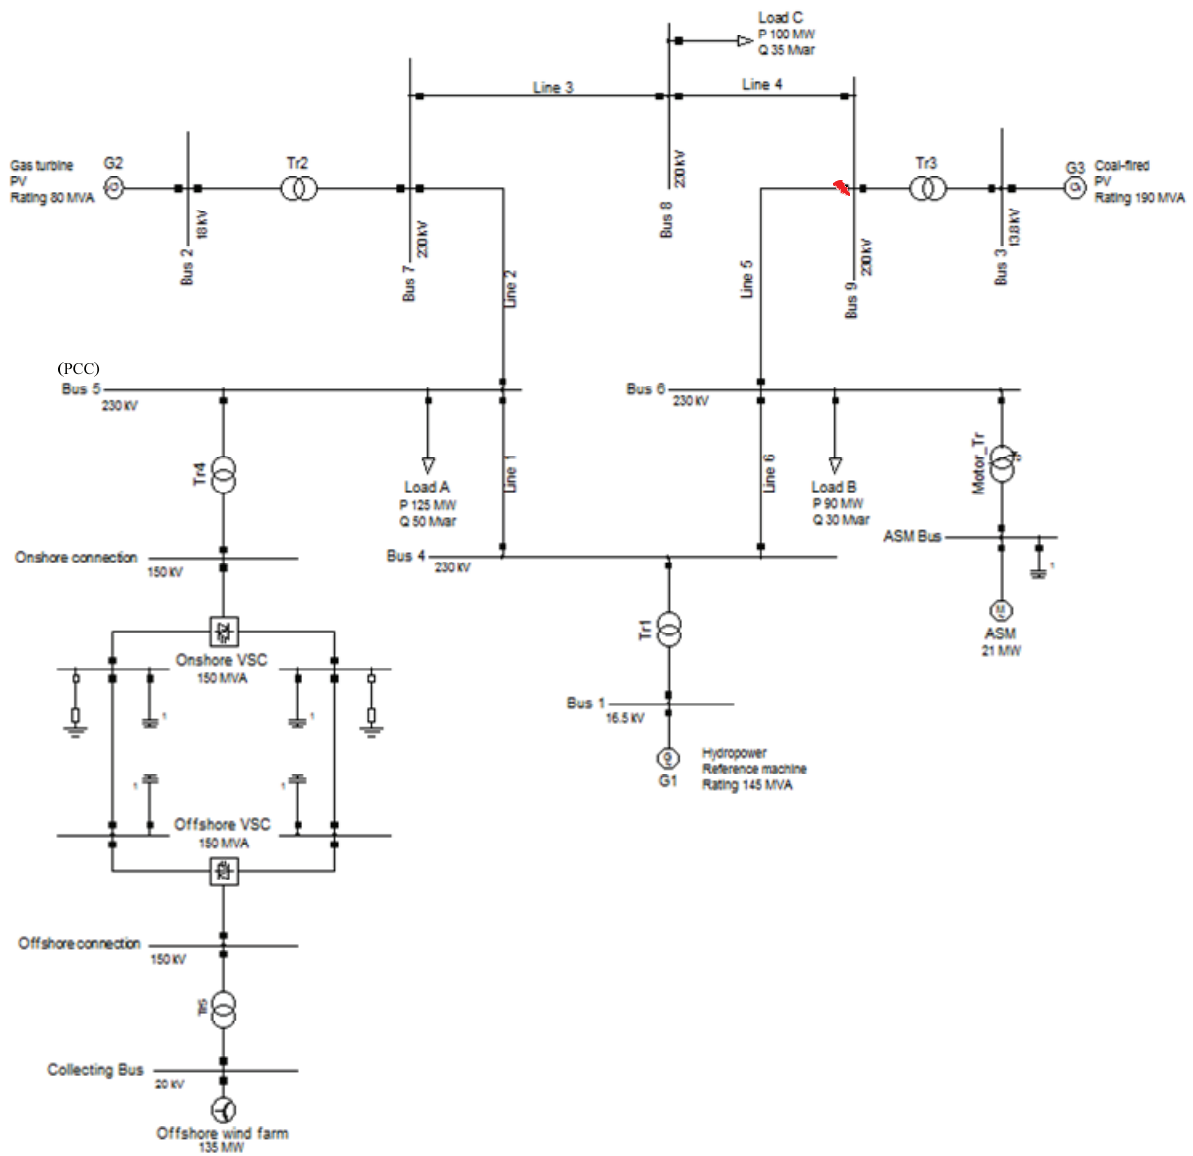 Load C
P 100 MW
Q 35 Mvar
Line 3
Line 4
Gas turbine
PV
Rating 80 MVA
G2
Tr2
Tr3
G3
Coal-fired
PV
Rating 190 MVA
18 kV
Bus 2
230 kV
Bus 7
230 kV
Bus 8
230 kV
Bus 9
13.8 kV
Bus 3
Line 2
Line 5
(PCC)
Bus 5
230 kV
Bus 6
230 kV
Tr4
Load A
P 125 MW
Q 50 Mvar
Line 1
Line 6
Load B
P 90 MW
Q 30 Mvar
Motor_Tr
ASM Bus
1
Onshore connection
150 kV
Bus 4
230 kV
M
ASM
21 MW
Tr1
Onshore VSC
150 MVA
1
1
Bus 1
16.5 kV
G1
Hydropower
Reference machine
Rating 145 MVA
1
1
Offshore VSC
150 MVA
Offshore connection
150 kV
Tr5
Collecting Bus
20 kV
Offshore wind farm
135 MW